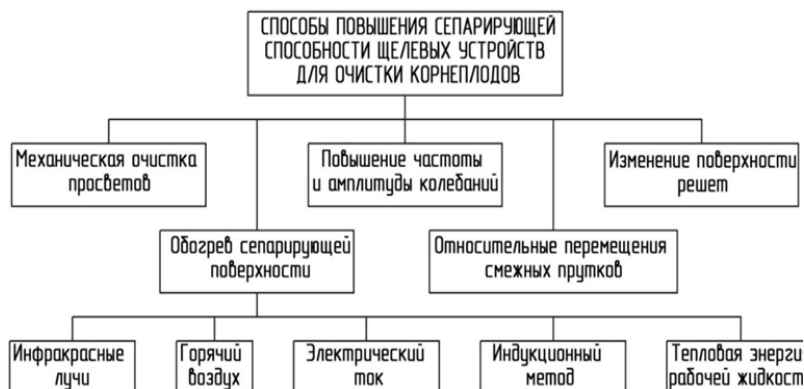 СПОСОБЫ ПОВЫШЕНИЯ СЕПАРИРУЮЩЕЙ
СПОСОБНОСТИ ЩЕЛЕВЫХ УСТРОЙСТВ
ДЛЯ ОЧИСТКИ КОРНЕПЛОДОВ
Механическая очистка
просветов
Повышение частоты
и амплитуды колебаний
Изменение поверхности
решет
Обогрев сепарирующей
поверхности
Относительные перемещения
смежных прутков
Инфракрасные
лучи
Горячий
воздух
Электрический
ток
Индукционный
метод
Тепловая энергия
рабочей жидкост